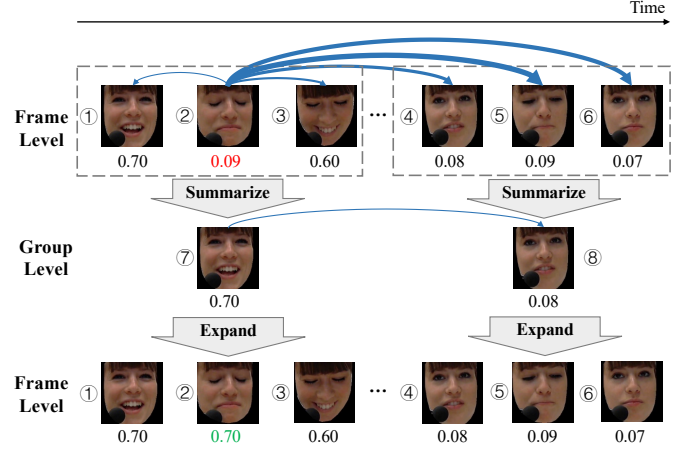 Time
Frame Level
① ② ③ ... ④ ⑤ ⑥
0.70 0.09 0.60 0.08 0.09 0.07
Summarize Summarize
Group Level
⑦ ⑧
0.70 0.08
Expand Expand
Frame Level
① ② ③ ... ④ ⑤ ⑥
0.70 0.70 0.60 0.08 0.09 0.07